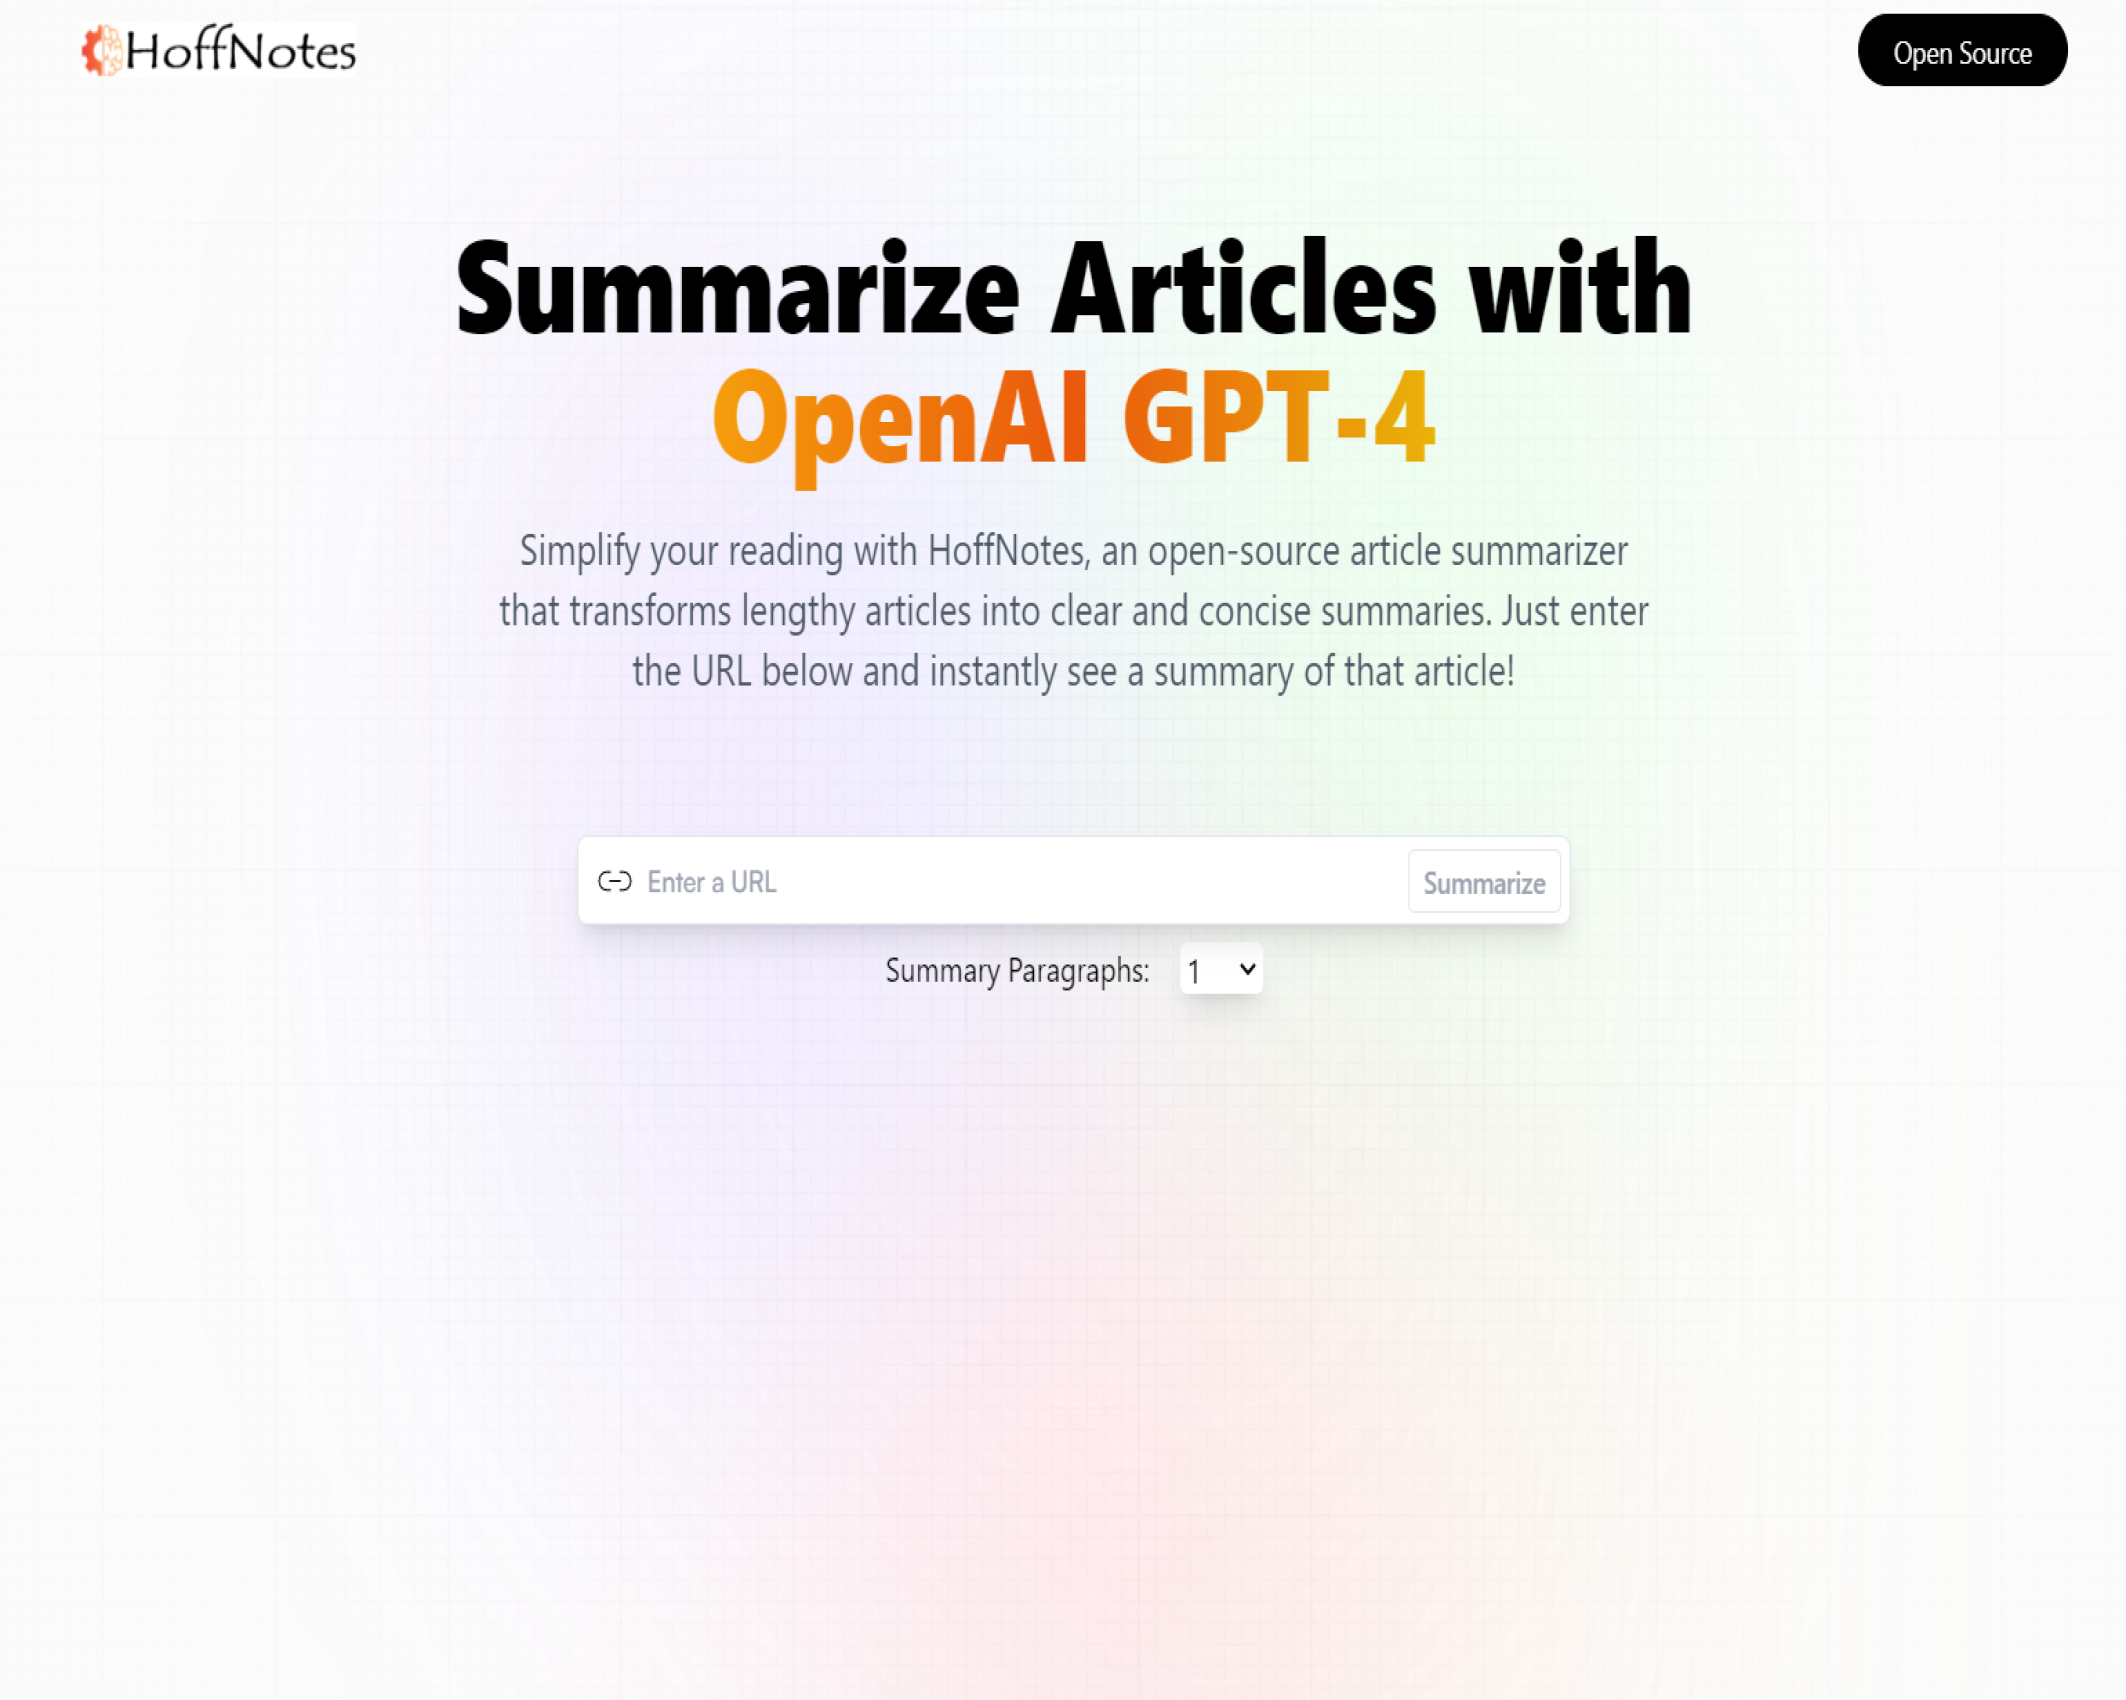 HoffNotes
Open Source
Summarize Articles with
OpenAI GPT-4
Simplify your reading with HoffNotes, an open-source article summarizer
that transforms lengthy articles into clear and concise summaries. Just enter
the URL below and instantly see a summary of that article!
Enter a URL
Summarize
Summary Paragraphs: 1